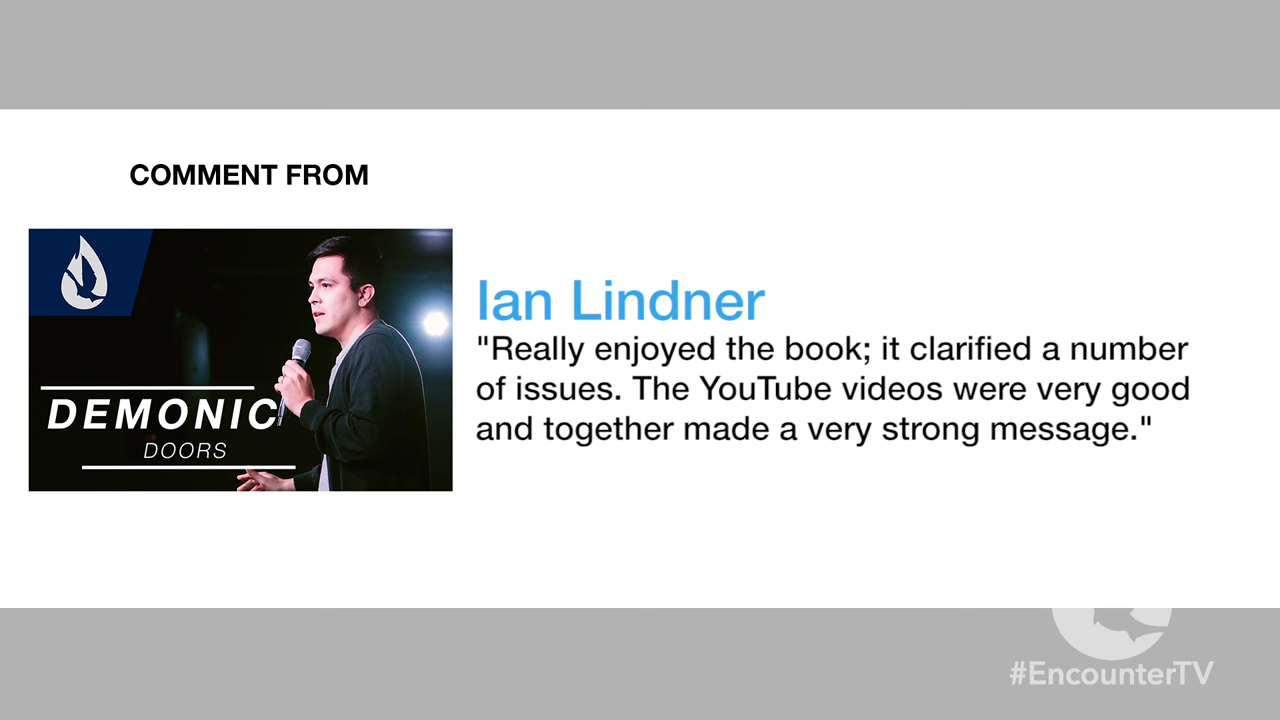 COMMENT FROM
DEMONIC
DOORS
Ian Lindner
"Really enjoyed the book; it clarified a number
of issues. The YouTube videos were very good
and together made a very strong message."
#EncounterTV